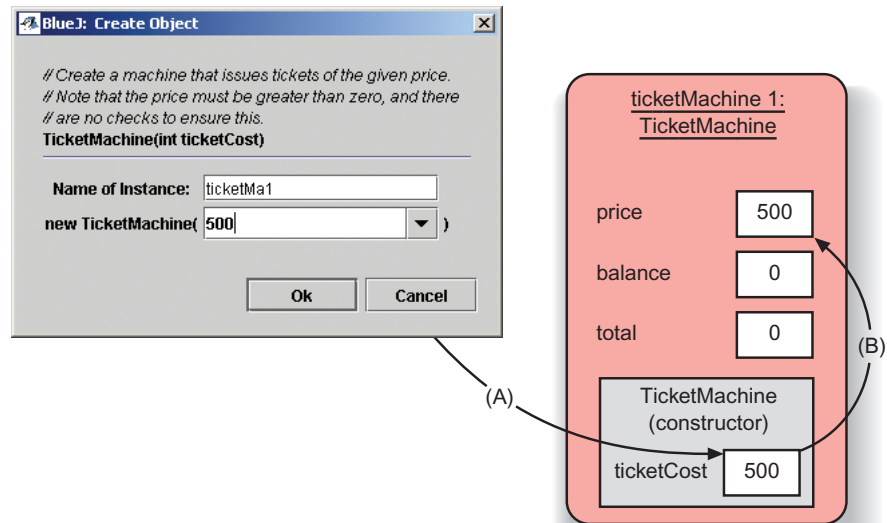 BlueJ: Create Object
// Create a machine that issues tickets of the given price.
// Note that the price must be greater than zero, and there
// are no checks to ensure this.
TicketMachine(int ticketCost)
Name of Instance: ticketMa1
new TicketMachine( 500 )
Ok Cancel
(A)
ticketMachine 1:
TicketMachine
price 500
balance 0
total 0
(B)
TicketMachine
(constructor)
ticketCost 500